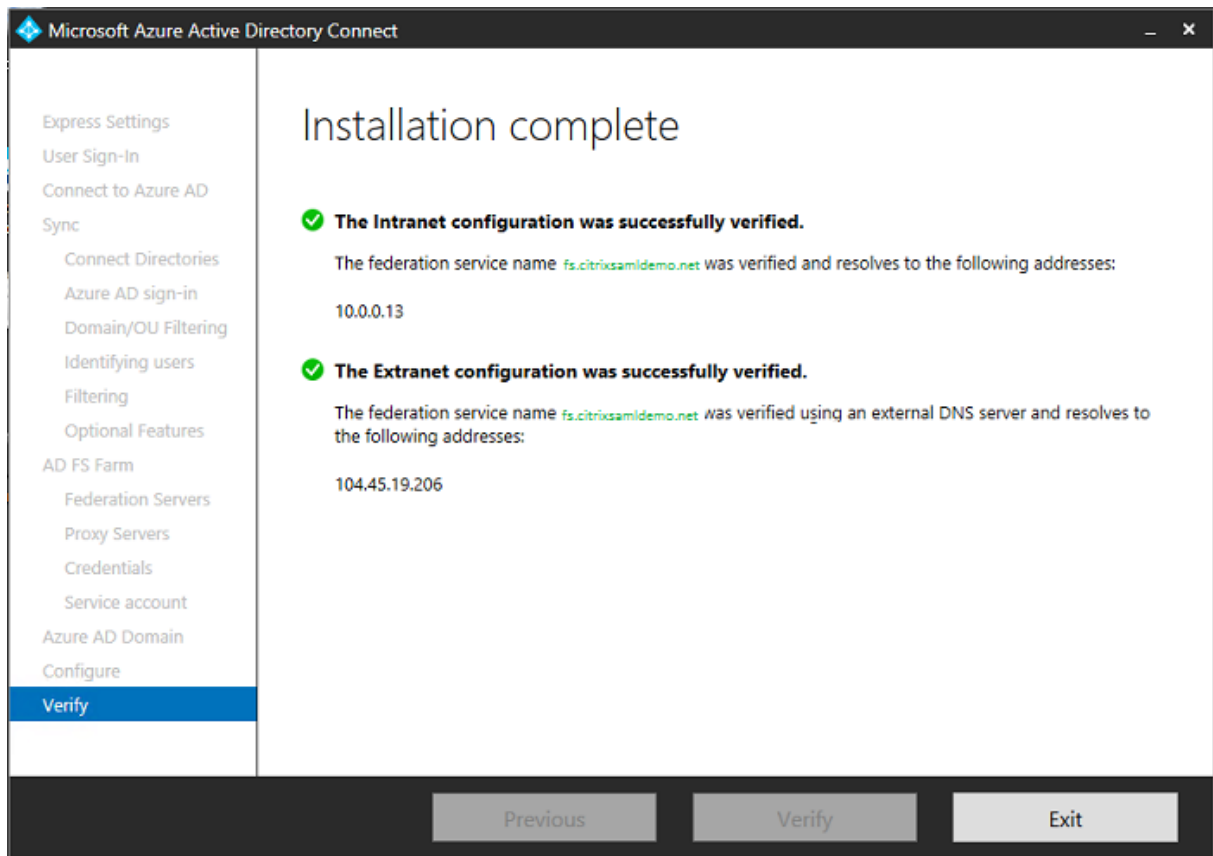 Microsoft Azure Active Directory Connect
Express Settings
User Sign-In
Connect to Azure AD
Sync
Connect Directories
Azure AD sign-in
Domain/OU Filtering
Identifying users
Filtering
Optional Features
AD FS Farm
Federation Servers
Proxy Servers
Credentials
Service account
Azure AD Domain
Configure
Verify
Installation complete
The Intranet configuration was successfully verified.
The federation service name fs.citrixsamldemo.net was verified and resolves to the following addresses:
10.0.0.13
The Extranet configuration was successfully verified.
The federation service name fs.citrixsamldemo.net was verified using an external DNS server and resolves to
the following addresses:
104.45.19.206
Previous
Verify
Exit